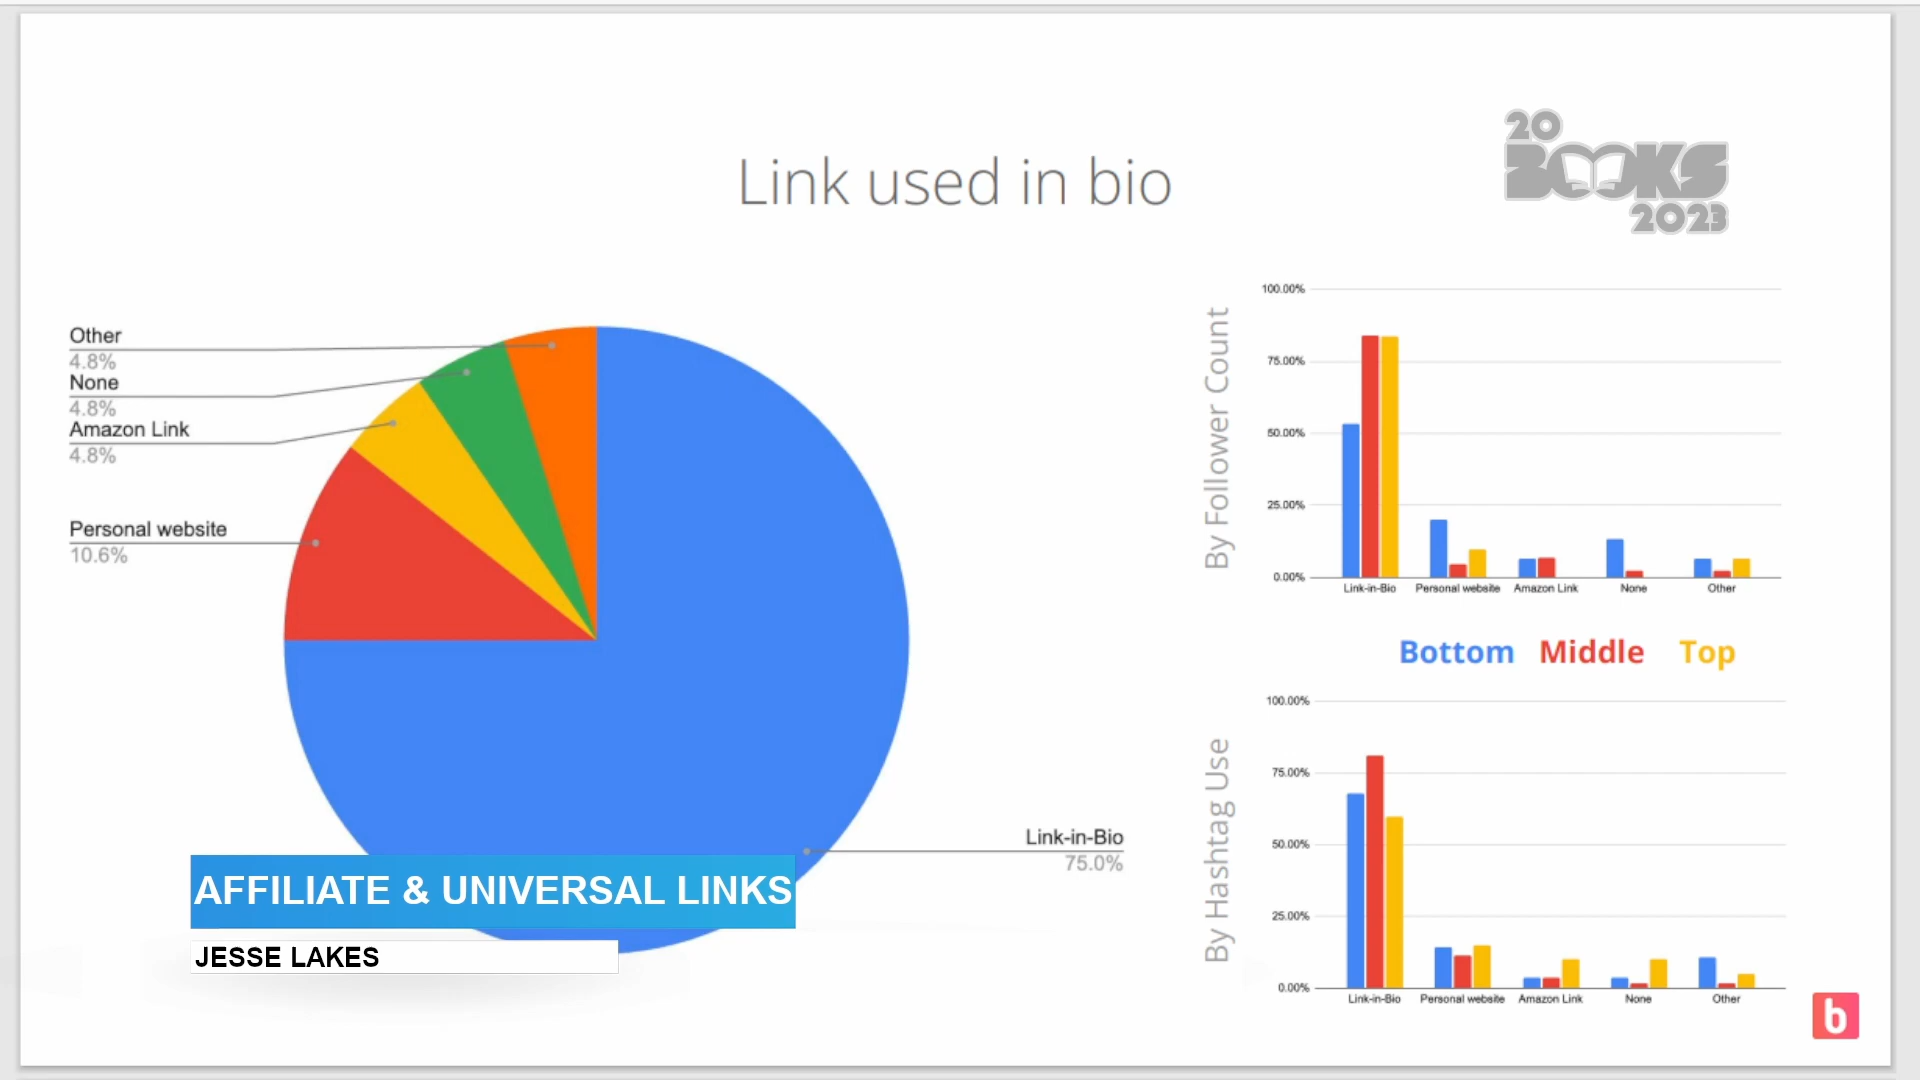 20
BOOKS
2023
Link used in bio
Other
4.8%
None
4.8%
Amazon Link
4.8%
Personal website
10.6%
Link-in-Bio
75.0%
By Follower Count
100.00%
75.00%
50.00%
25.00%
0.00%
Link-in-Bio Personal website Amazon Link None Other
Bottom Middle Top
By Hashtag Use
100.00%
75.00%
50.00%
25.00%
0.00%
Link-in-Bio Personal website Amazon Link None Other
AFFILIATE & UNIVERSAL LINKS
JESSE LAKES
b